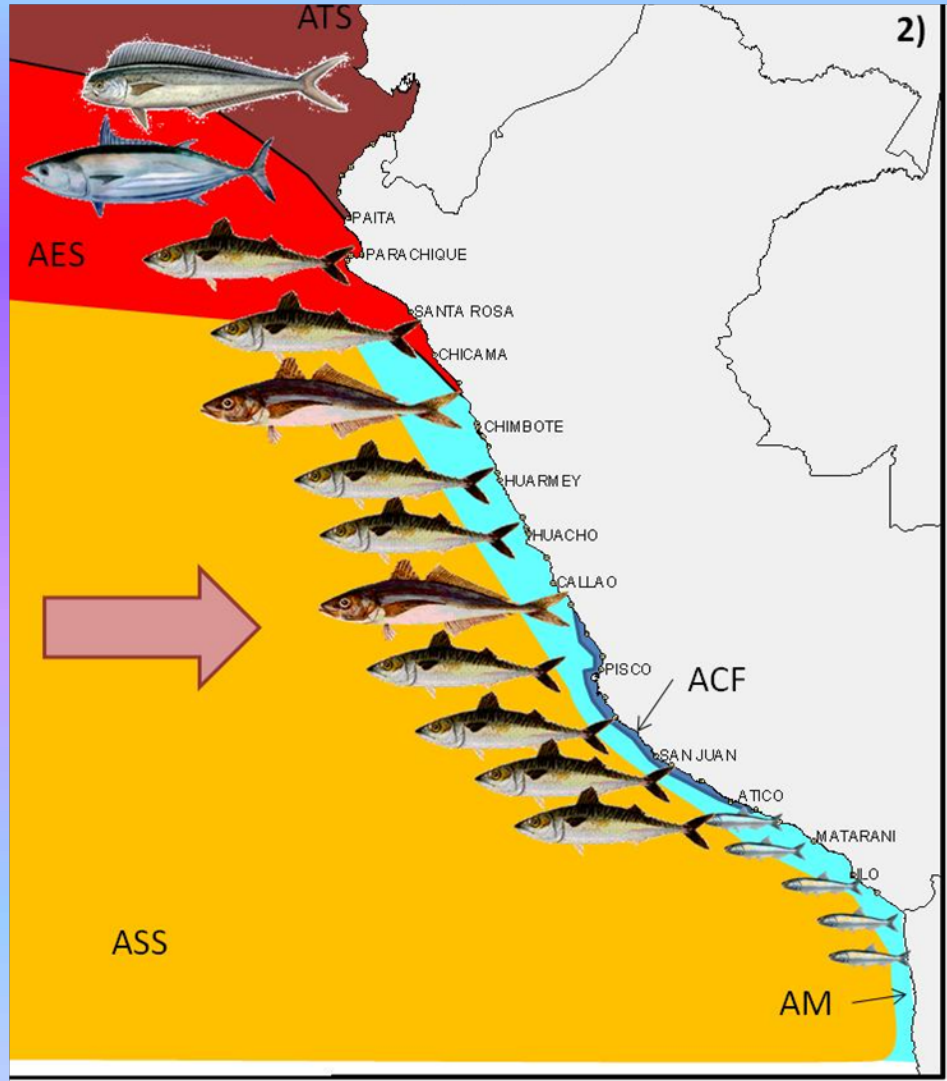 ATS
2)
PAITA
AES
PARACHIQUE
SANTA ROSA
CHICAMA
CHIMBOTE
HUARMEY
HUACHO
CALLAO
PISCO
ACF
SAN JUAN
ATICO
MATARANI
ILO
ASS
AM